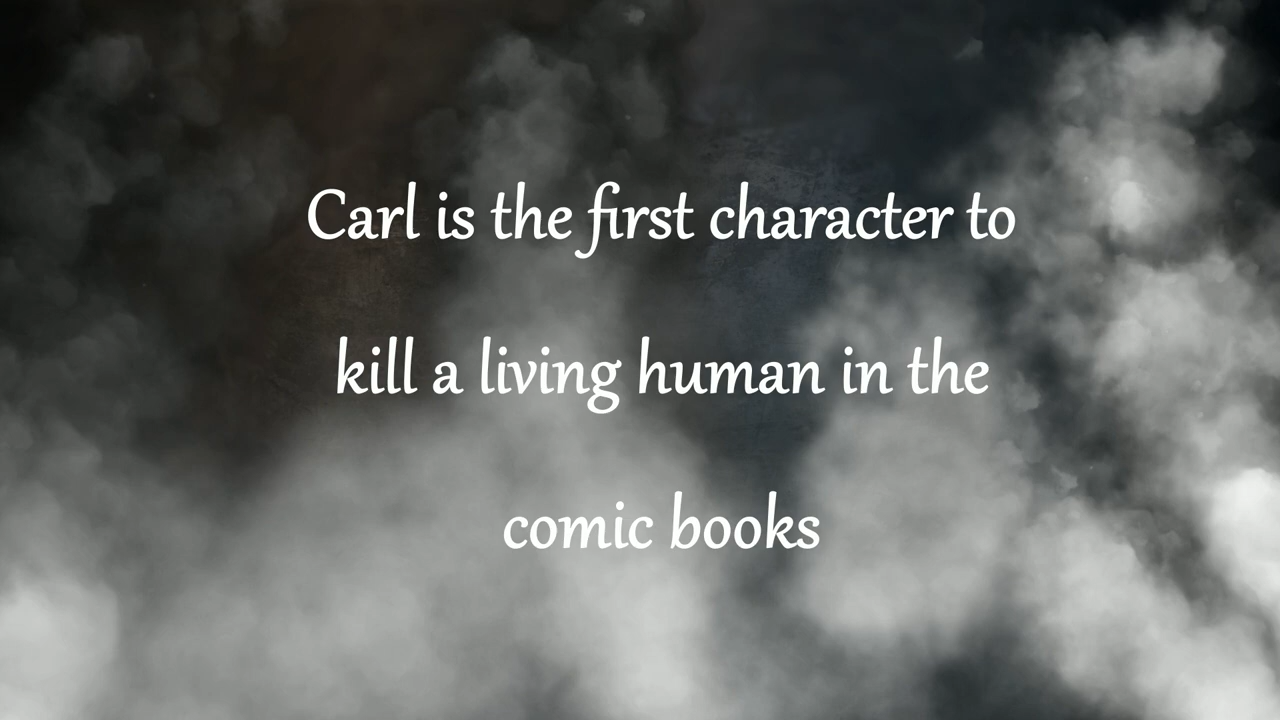 Carl is the first character to
kill a living human in the
comic books